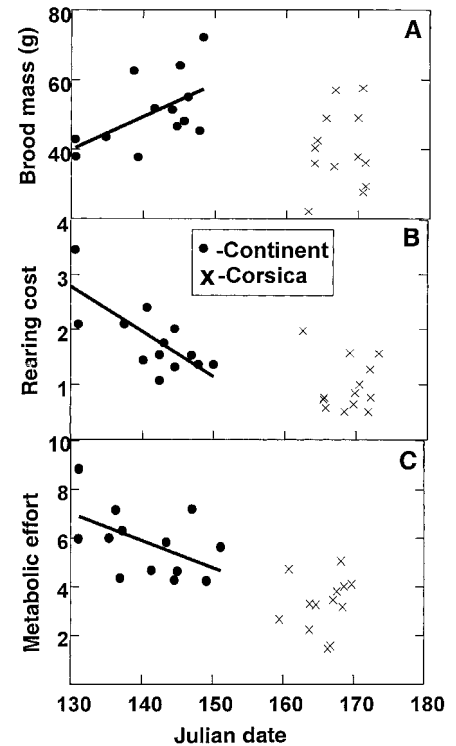 80
A
60
40
Brood mass (g)
4
B
3
2
1
Rearing cost
-Continent
x-Corsica
10
C
8
6
4
2
Metabolic effort
130 140 150 160 170 180
Julian date